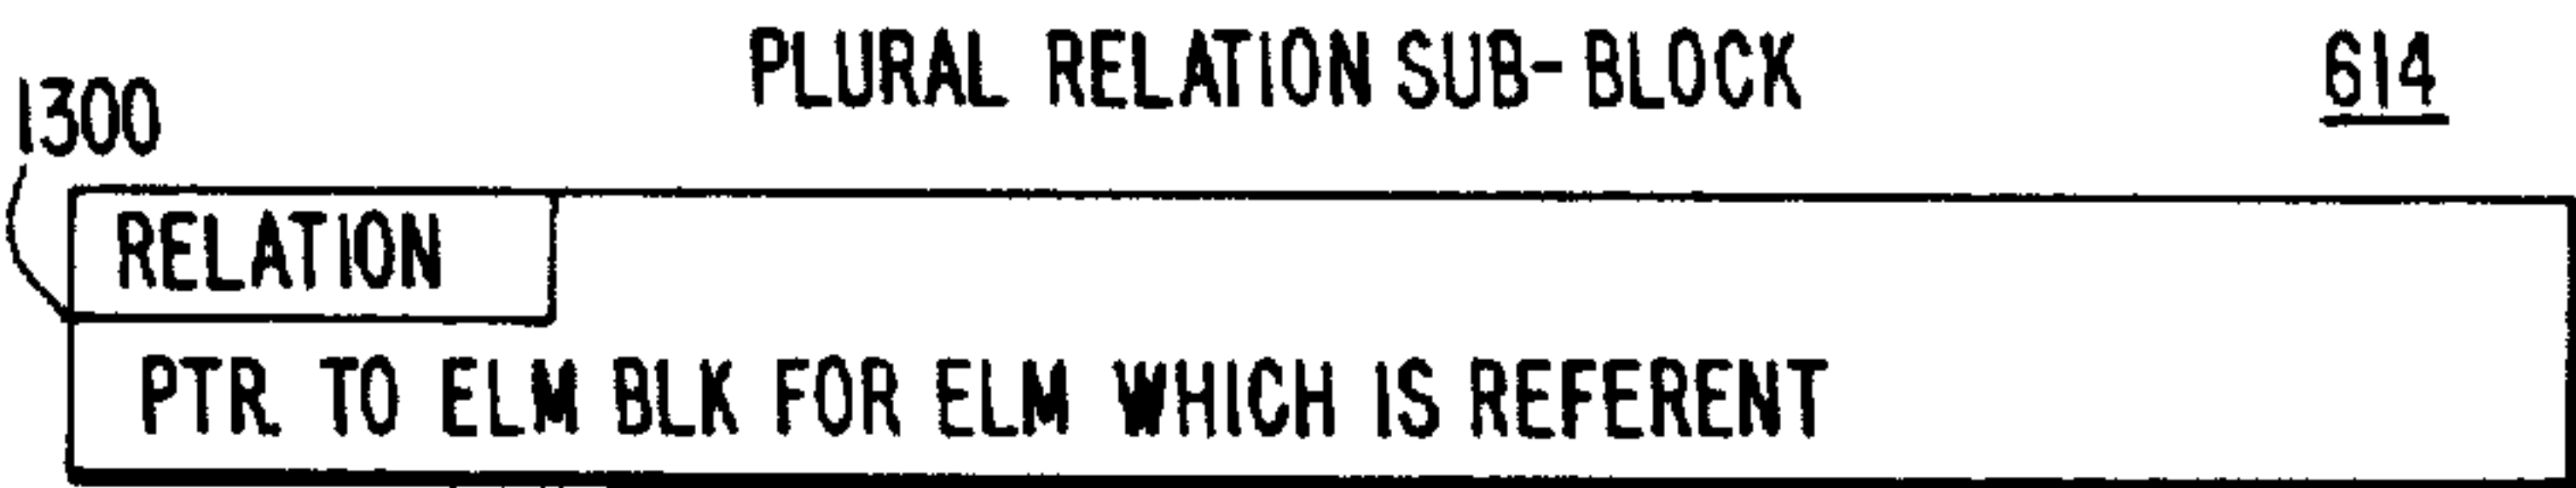 PLURAL RELATION SUB-BLOCK 614
1300
RELATION
PTR TO ELM BLK FOR ELM WHICH IS REFERENT